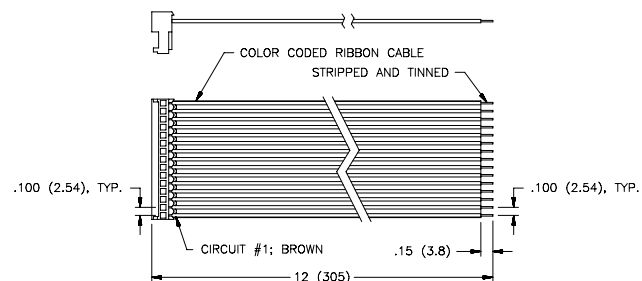 COLOR CODED RIBBON CABLE
STRIPPED AND TINNED
.100 (2.54), TYP.
.100 (2.54), TYP.
CIRCUIT #1; BROWN
.15 (3.8)
12 (305)